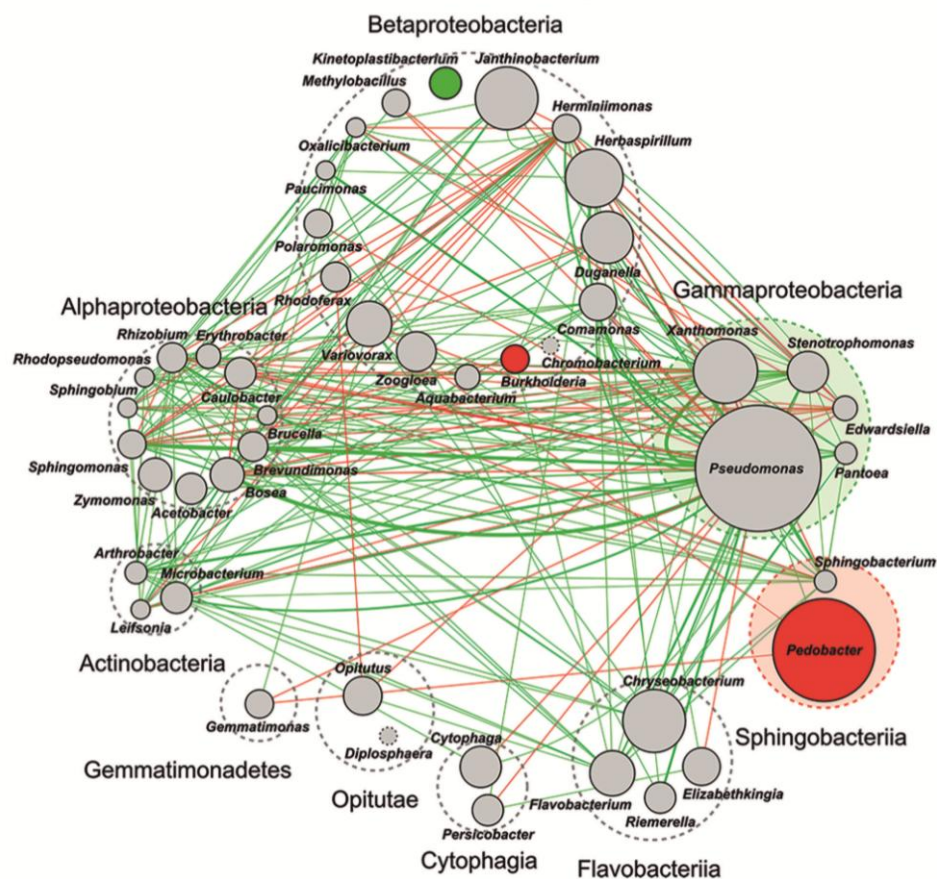 Betaproteobacteria
Kinetoplastibacterium
Janthinobacterium
Methylobacillus
Herminiimonas
Oxalicibacterium
Herbaspirillum
Paucimonas
Polaromonas
Duganella
Rhodoferax
Comamonas
Variovorax
Chromobacterium
Zoogloea
Burkholderia
Aquabacterium
Alphaproteobacteria
Rhizobium
Erythrobacter
Rhodopseudomonas
Caulobacter
Sphingobium
Brucella
Sphingomonas
Brevundimonas
Zymomonas
Bosea
Acetobacter
Gammaproteobacteria
Xanthomonas
Stenotrophomonas
Edwardsiella
Pseudomonas
Pantoea
Arthrobacter
Microbacterium
Leifsonia
Actinobacteria
Sphingobacterium
Pedobacter
Sphingobacteriia
Gemmatimonas
Gemmatimonadetes
Opitutus
Diplosphaera
Opitutae
Cytophaga
Persicobacter
Cytophagia
Chryseobacterium
Flavobacterium
Elizabethkingia
Riemerella
Flavobacteriia